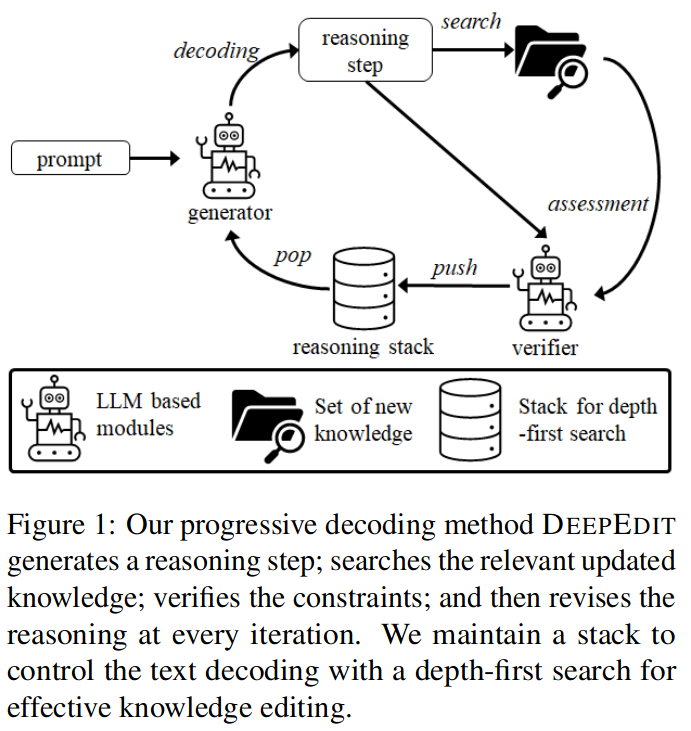 decoding
reasoning
step
search
prompt
generator
assessment
pop
push
reasoning stack
verifier
LLM based
modules
Set of new
knowledge
Stack for depth
-first search
Figure 1: Our progressive decoding method DEEPEDIT
generates a reasoning step; searches the relevant updated
knowledge; verifies the constraints; and then revises the
reasoning at every iteration. We maintain a stack to
control the text decoding with a depth-first search for
effective knowledge editing.